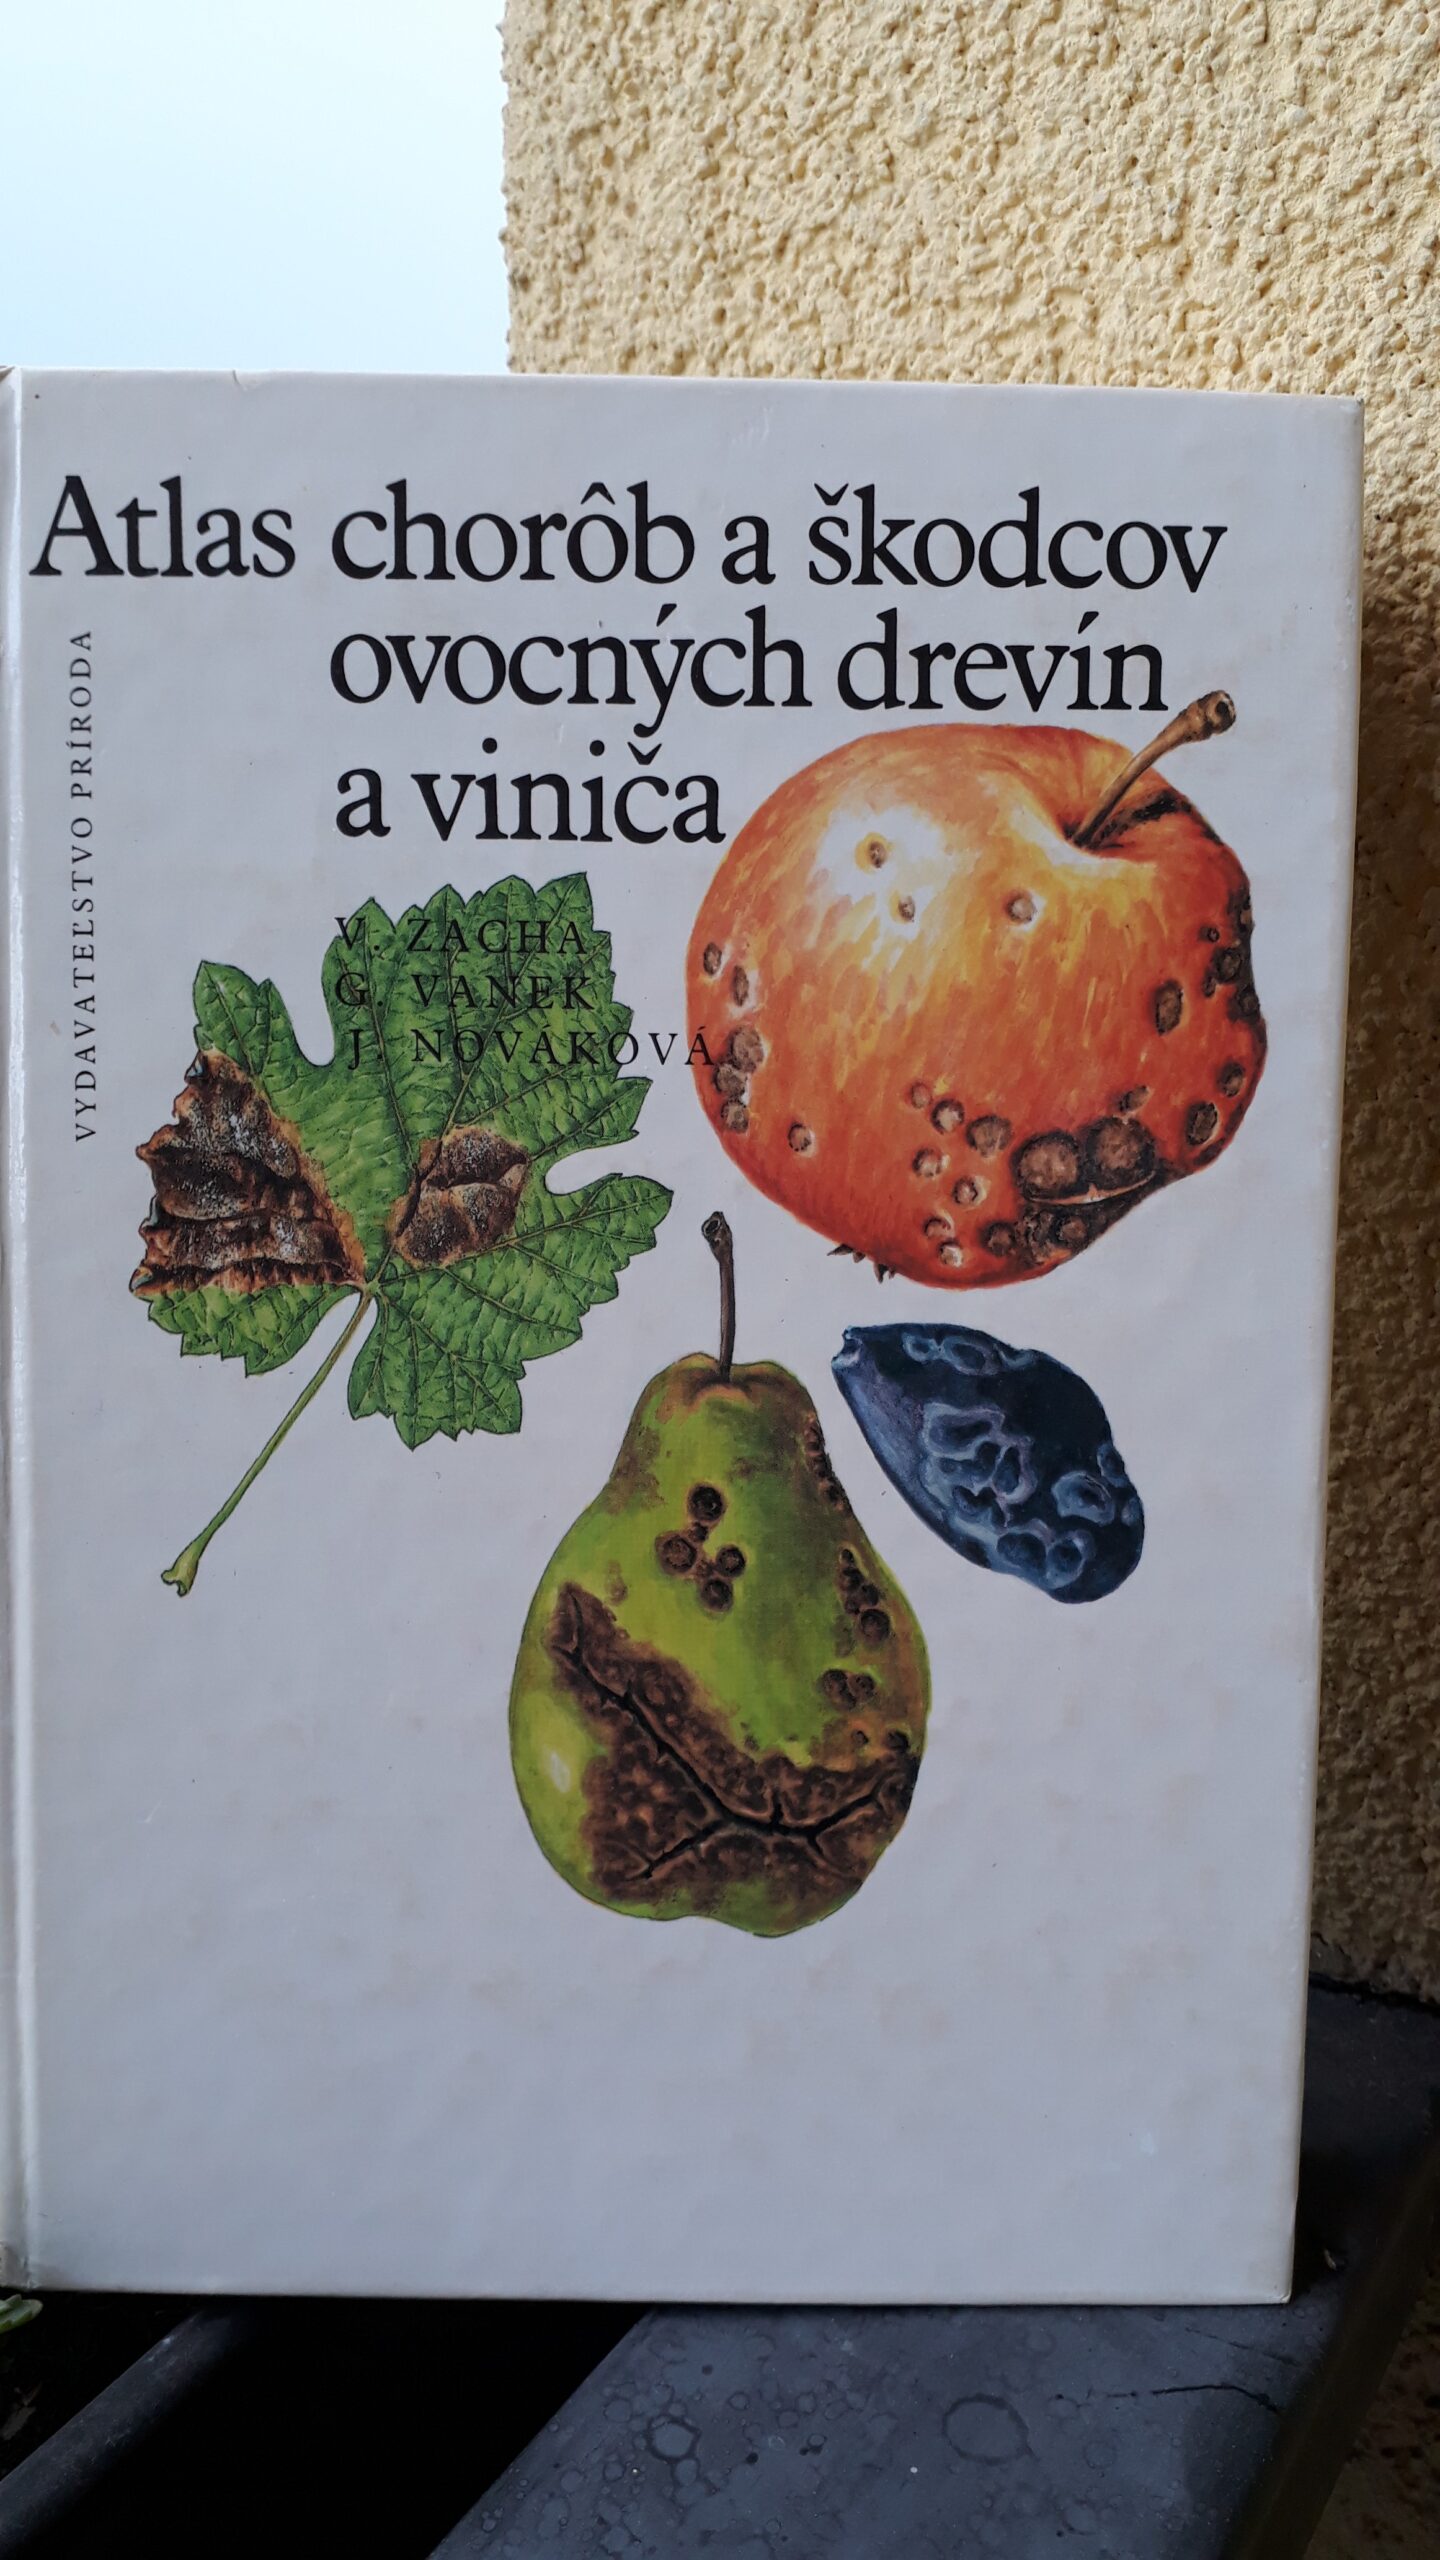 Atlas chorôb a škodcov
ovocných drevín
a viniča
V. ZACHA
G. VANEK
J. NOVÁKOVÁ
VYDAVATEĽSTVO PRÍRODA